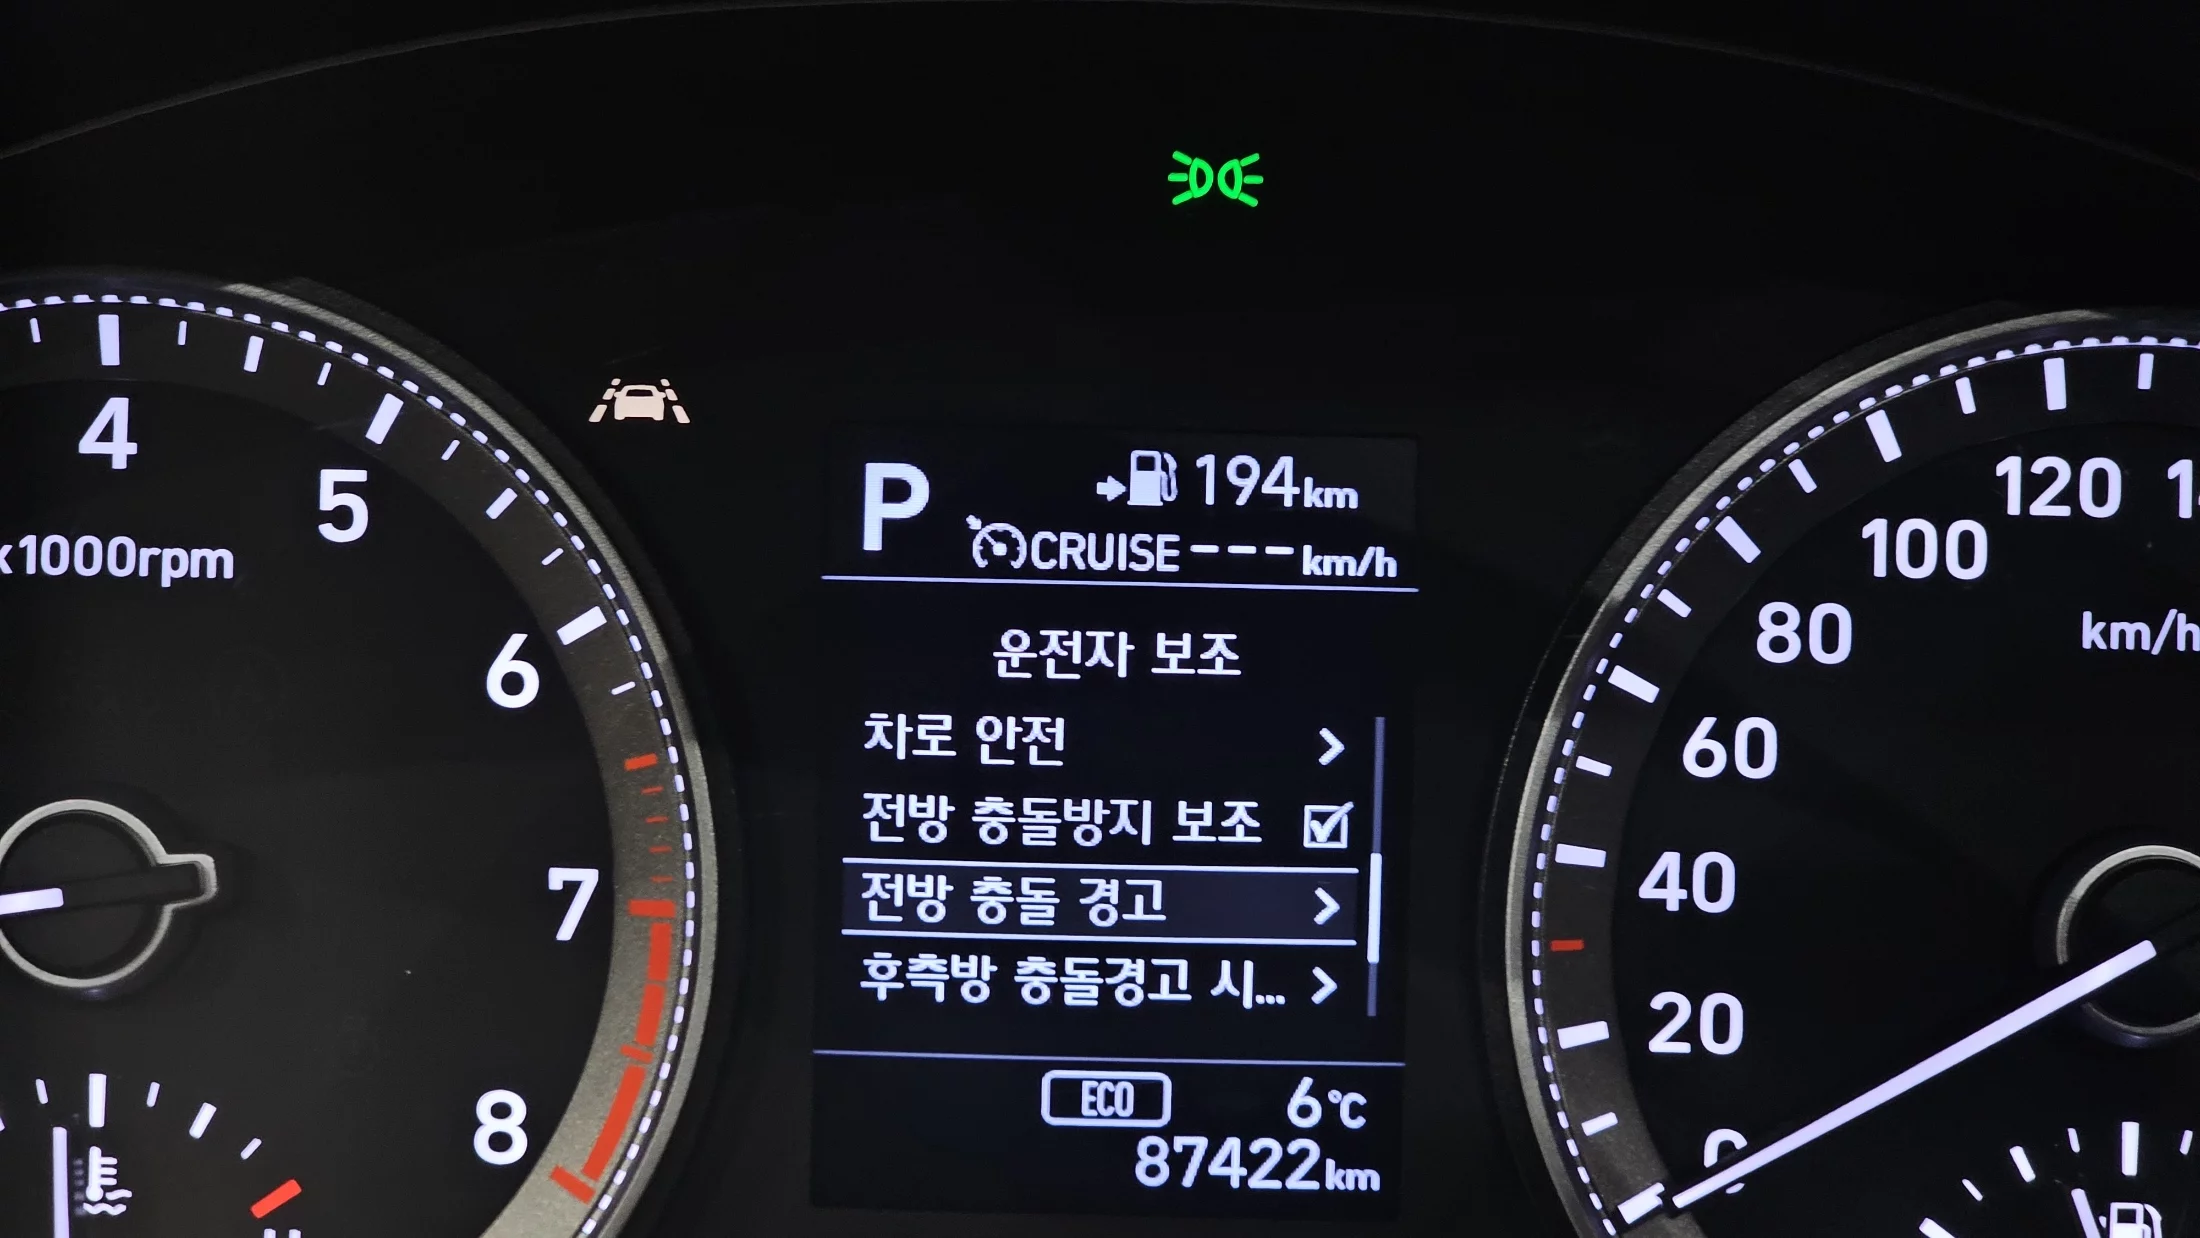 4
5
x1000rpm
6
7
8
P
194km
CRUISE---km/h
운전자 보조
차로 안전
전방 충돌방지 보조
전방 충돌 경고
후측방 충돌경고 시...
ECO
6℃
87422km
120
100
80
km/h
60
40
20
0